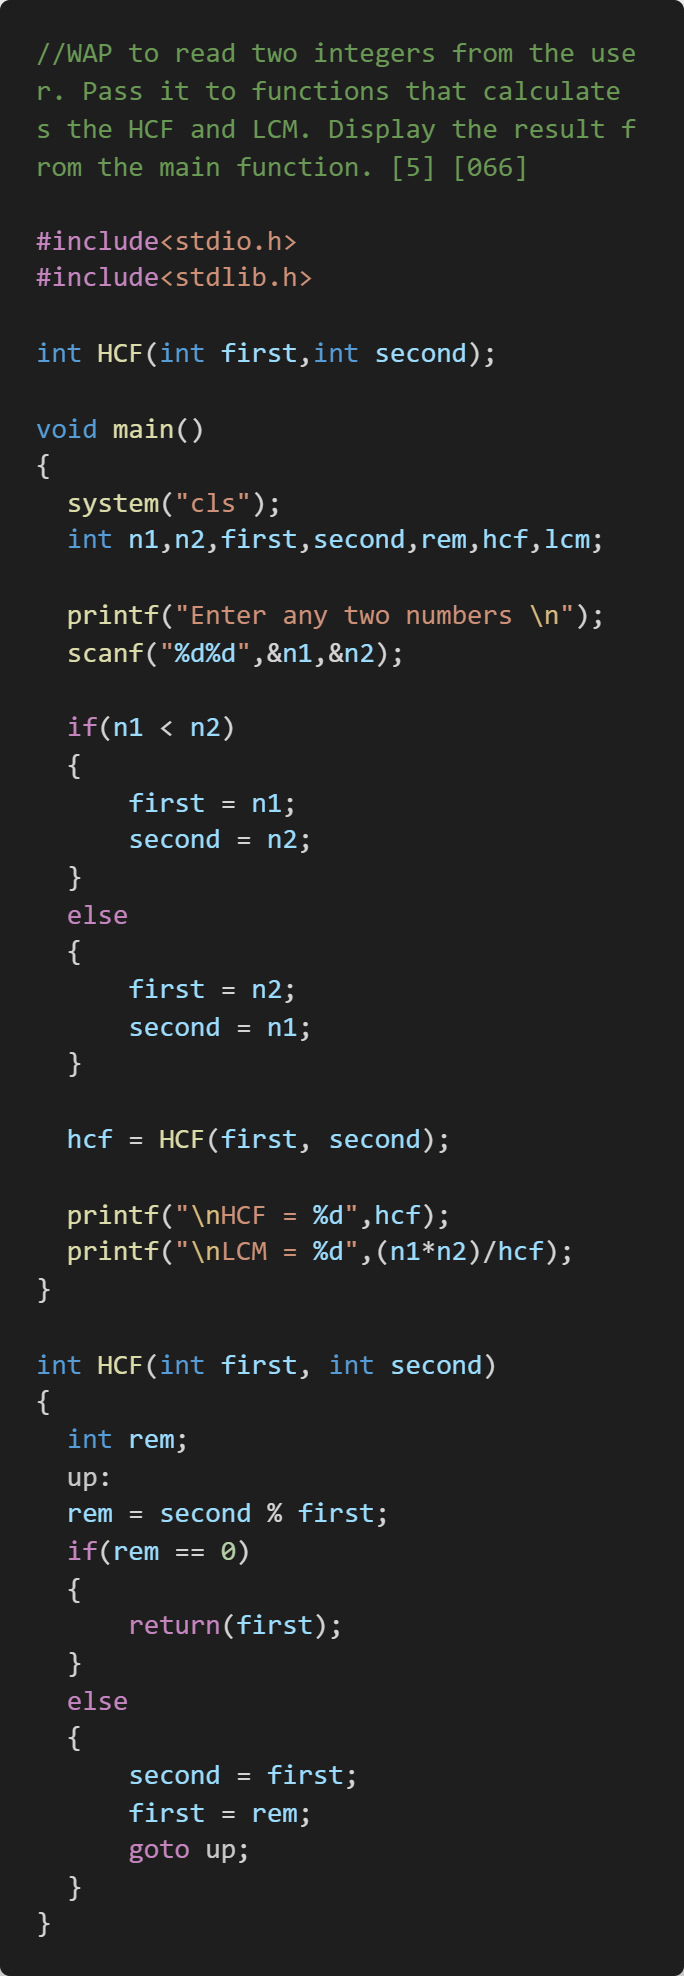 //WAP to read two integers from the use
r. Pass it to functions that calculate
s the HCF and LCM. Display the result f
rom the main function. [5] [066]

#include<stdio.h>
#include<stdlib.h>

int HCF(int first,int second);

void main()
{
  system("cls");
  int n1,n2,first,second,rem,hcf,lcm;

  printf("Enter any two numbers \n");
  scanf("%d%d",&n1,&n2);

  if(n1 < n2)
  {
      first = n1;
      second = n2;
  }
  else
  {
      first = n2;
      second = n1;
  }

  hcf = HCF(first, second);

  printf("\nHCF = %d",hcf);
  printf("\nLCM = %d",(n1*n2)/hcf);
}

int HCF(int first, int second)
{
  int rem;
  up:
  rem = second % first;
  if(rem == 0)
  {
      return(first);
  }
  else
  {
      second = first;
      first = rem;
      goto up;
  }
}